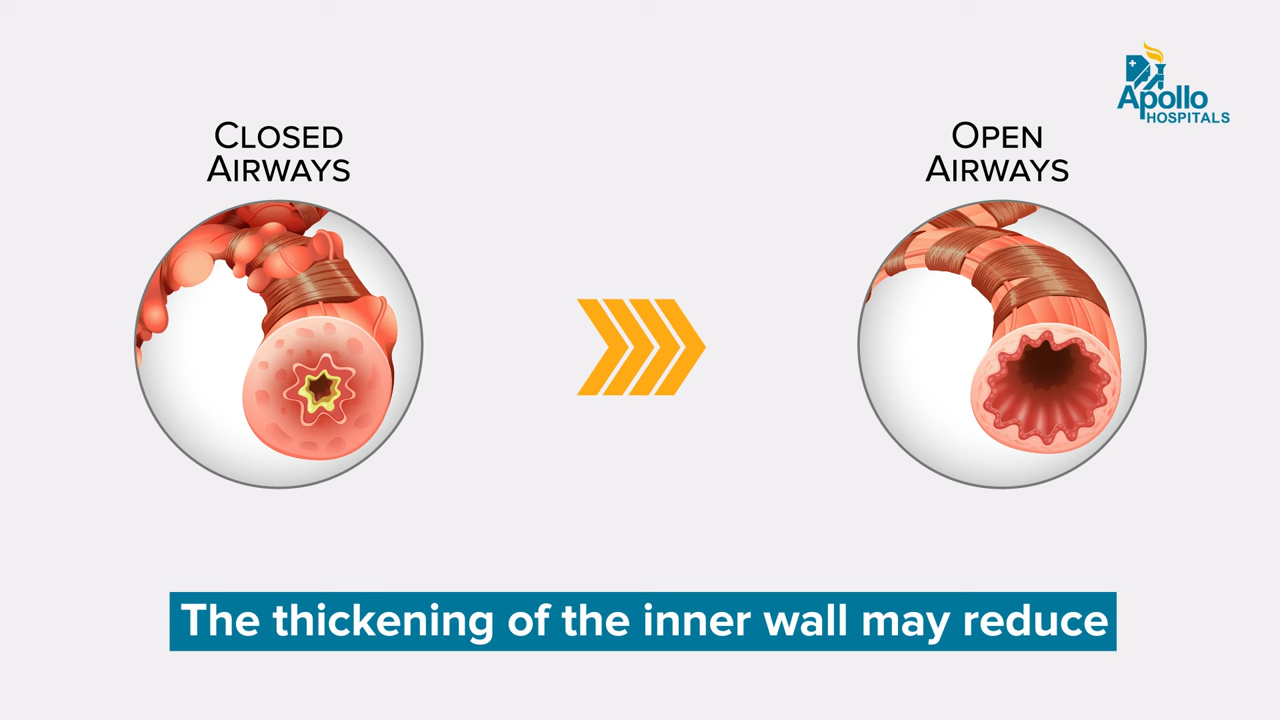 Apollo
HOSPITALS
CLOSED
AIRWAYS
OPEN
AIRWAYS
The thickening of the inner wall may reduce